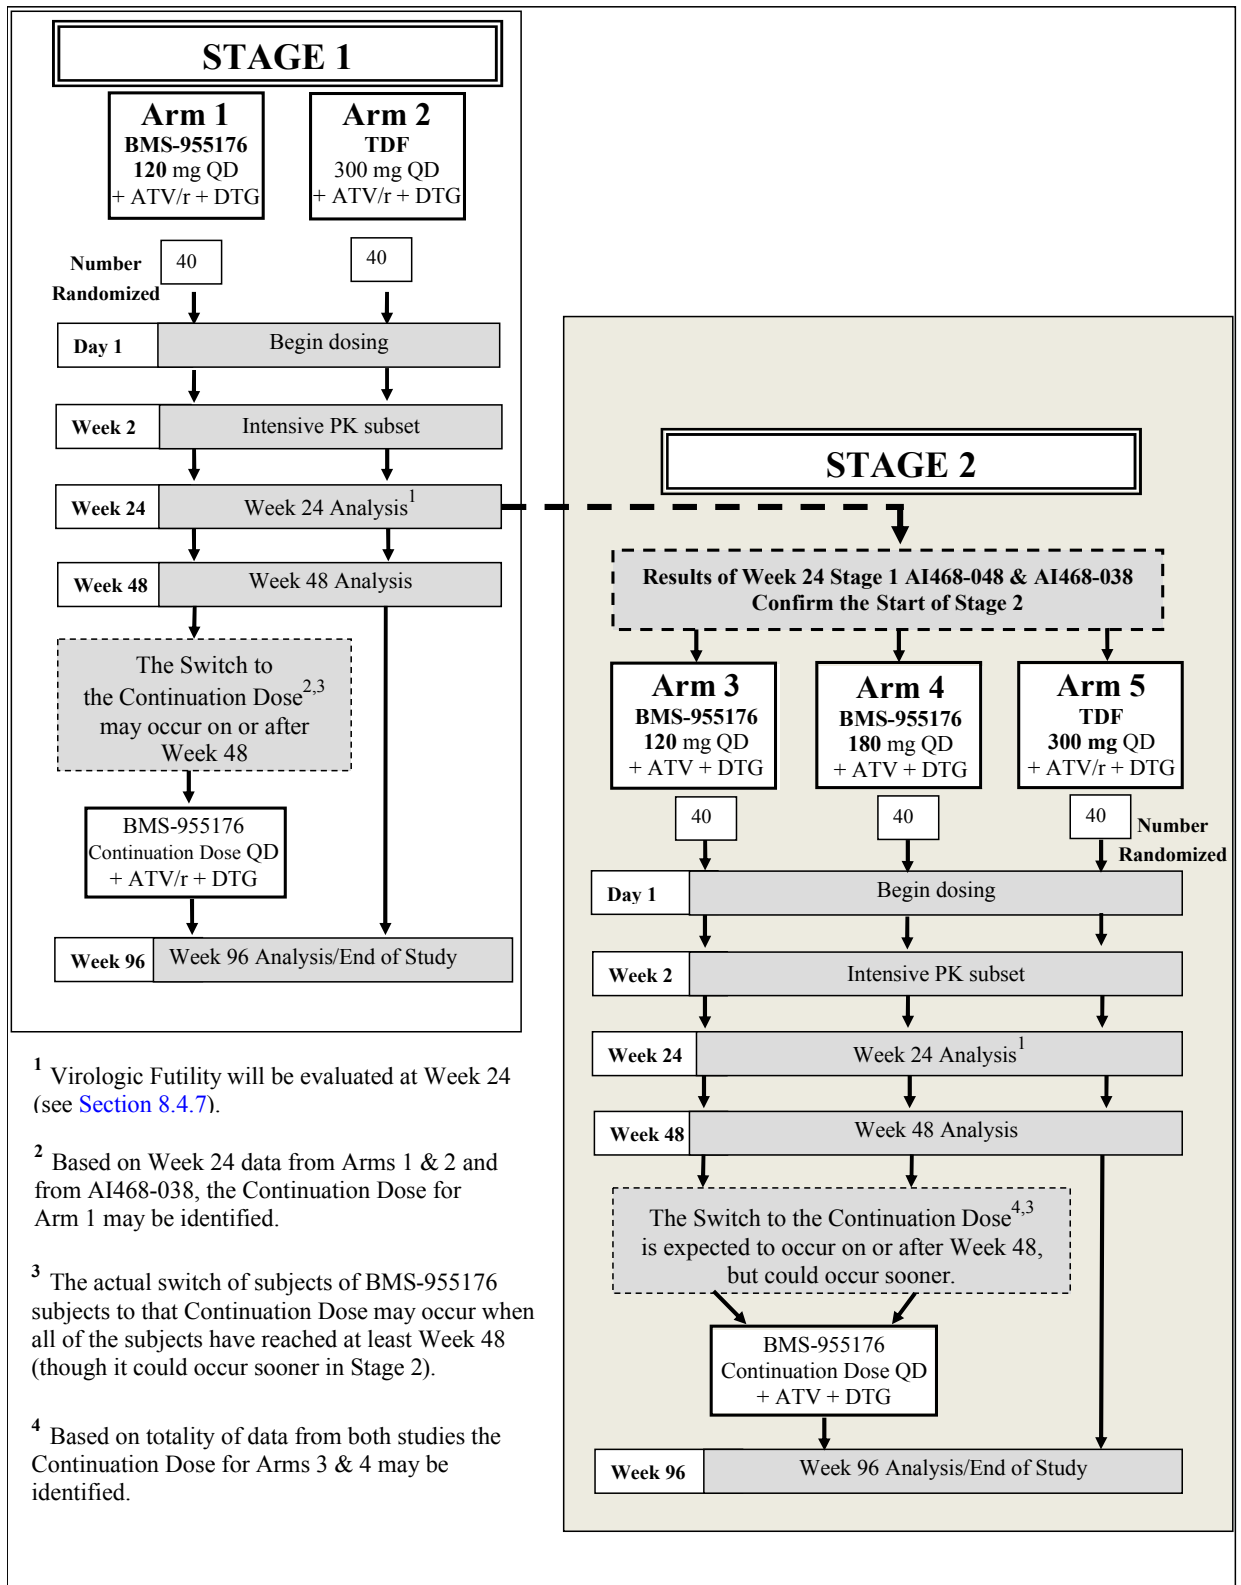 STAGE 1
Arm 1
BMS-955176
120 mg QD
+ ATV/r + DTG
Arm 2
TDF
300 mg QD
+ ATV/r + DTG
Number
Randomized
40
40
Day 1
Begin dosing
Week 2
Intensive PK subset
Week 24
Week 24 Analysis1
Week 48
Week 48 Analysis
The Switch to
the Continuation Dose2,3
may occur on or after
Week 48
BMS-955176
Continuation Dose QD
+ ATV/r + DTG
Week 96
Week 96 Analysis/End of Study
1 Virologic Futility will be evaluated at Week 24
(see Section 8.4.7).
2 Based on Week 24 data from Arms 1 & 2 and
from AI468-038, the Continuation Dose for
Arm 1 may be identified.
3 The actual switch of subjects of BMS-955176
subjects to that Continuation Dose may occur when
all of the subjects have reached at least Week 48
(though it could occur sooner in Stage 2).
4 Based on totality of data from both studies the
Continuation Dose for Arms 3 & 4 may be
identified.
STAGE 2
Results of Week 24 Stage 1 AI468-048 & AI468-038
Confirm the Start of Stage 2
Arm 3
BMS-955176
120 mg QD
+ ATV + DTG
Arm 4
BMS-955176
180 mg QD
+ ATV + DTG
Arm 5
TDF
300 mg QD
+ ATV/r + DTG
40
40
40
Number
Randomized
Day 1
Begin dosing
Week 2
Intensive PK subset
Week 24
Week 24 Analysis1
Week 48
Week 48 Analysis
The Switch to the Continuation Dose4,3
is expected to occur on or after Week 48,
but could occur sooner.
BMS-955176
Continuation Dose QD
+ ATV + DTG
Week 96
Week 96 Analysis/End of Study